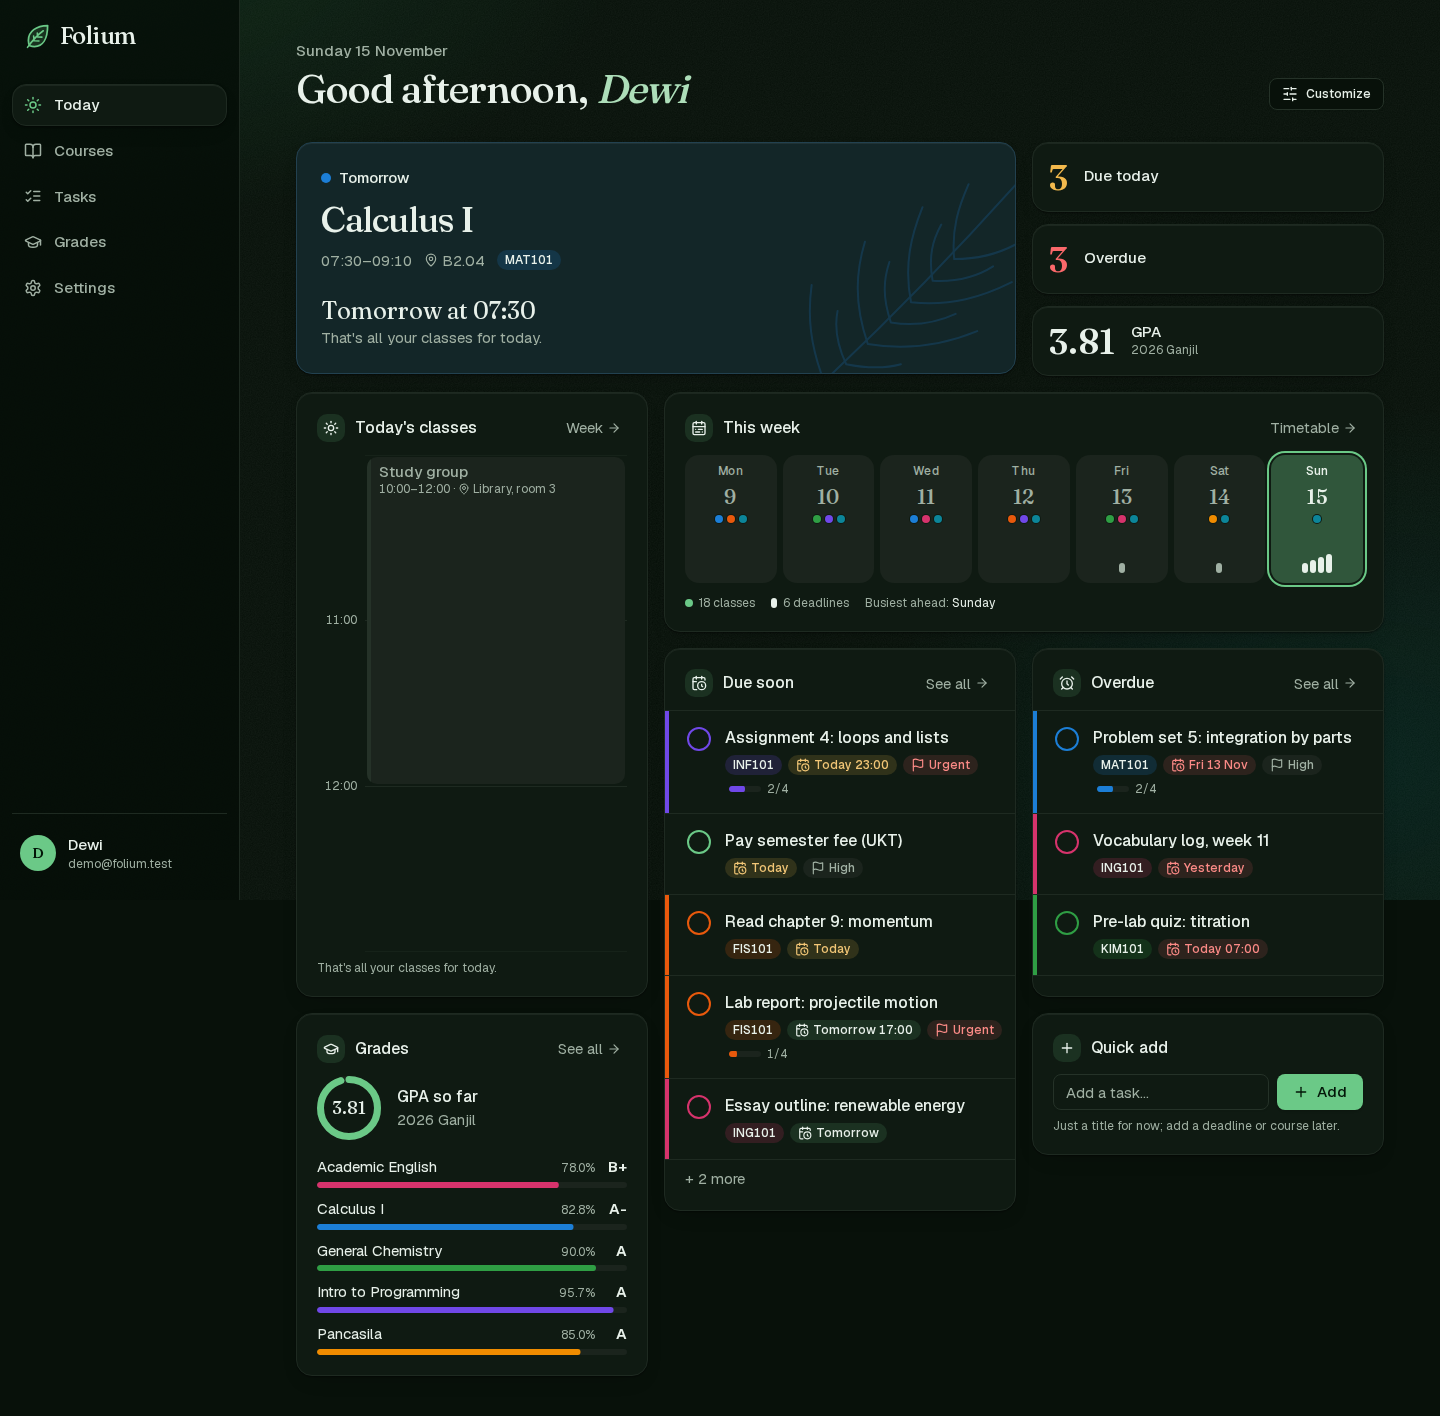 Folium
Today
Courses
Tasks
Grades
Settings
D
Dewi
demo@folium.test
Sunday 15 November
Good afternoon, Dewi
Customize
Tomorrow
Calculus I
07:30–09:10 B2.04 MAT101
Tomorrow at 07:30
That's all your classes for today.
3 Due today
3 Overdue
3.81 GPA
2026 Ganjil
Today's classes Week
Study group
10:00–12:00 · Library, room 3
11:00
12:00
That's all your classes for today.
This week Timetable
Mon Tue Wed Thu Fri Sat Sun
9 10 11 12 13 14 15
18 classes 6 deadlines Busiest ahead: Sunday
Due soon See all
Assignment 4: loops and lists
INF101 Today 23:00 Urgent
2/4
Pay semester fee (UKT)
Today High
Read chapter 9: momentum
FIS101 Today
Lab report: projectile motion
FIS101 Tomorrow 17:00 Urgent
1/4
Essay outline: renewable energy
ING101 Tomorrow
+ 2 more
Overdue See all
Problem set 5: integration by parts
MAT101 Fri 13 Nov High
2/4
Vocabulary log, week 11
ING101 Yesterday
Pre-lab quiz: titration
KIM101 Today 07:00
Grades See all
3.81 GPA so far
2026 Ganjil
Academic English 78.0% B+
Calculus I 82.8% A-
General Chemistry 90.0% A
Intro to Programming 95.7% A
Pancasila 85.0% A
Quick add
Add a task... Add
Just a title for now; add a deadline or course later.